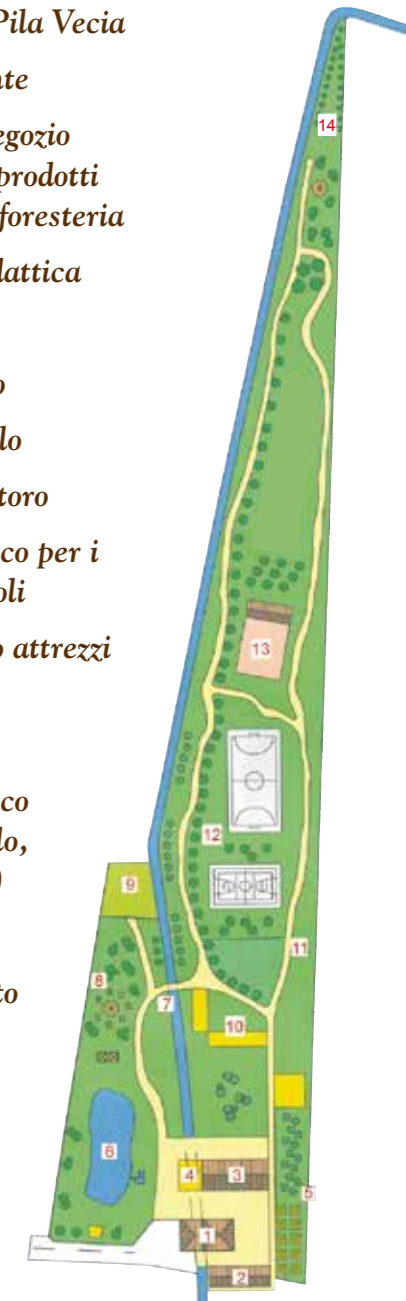 Pila Vecia
nte
egozio
prodotti
foresteria
lattica
o
lo
toro
co per i
oli
o attrezzi
co
lo,
)
to
14
13
12
9
11
8
7
10
6
4
3
5
1
2